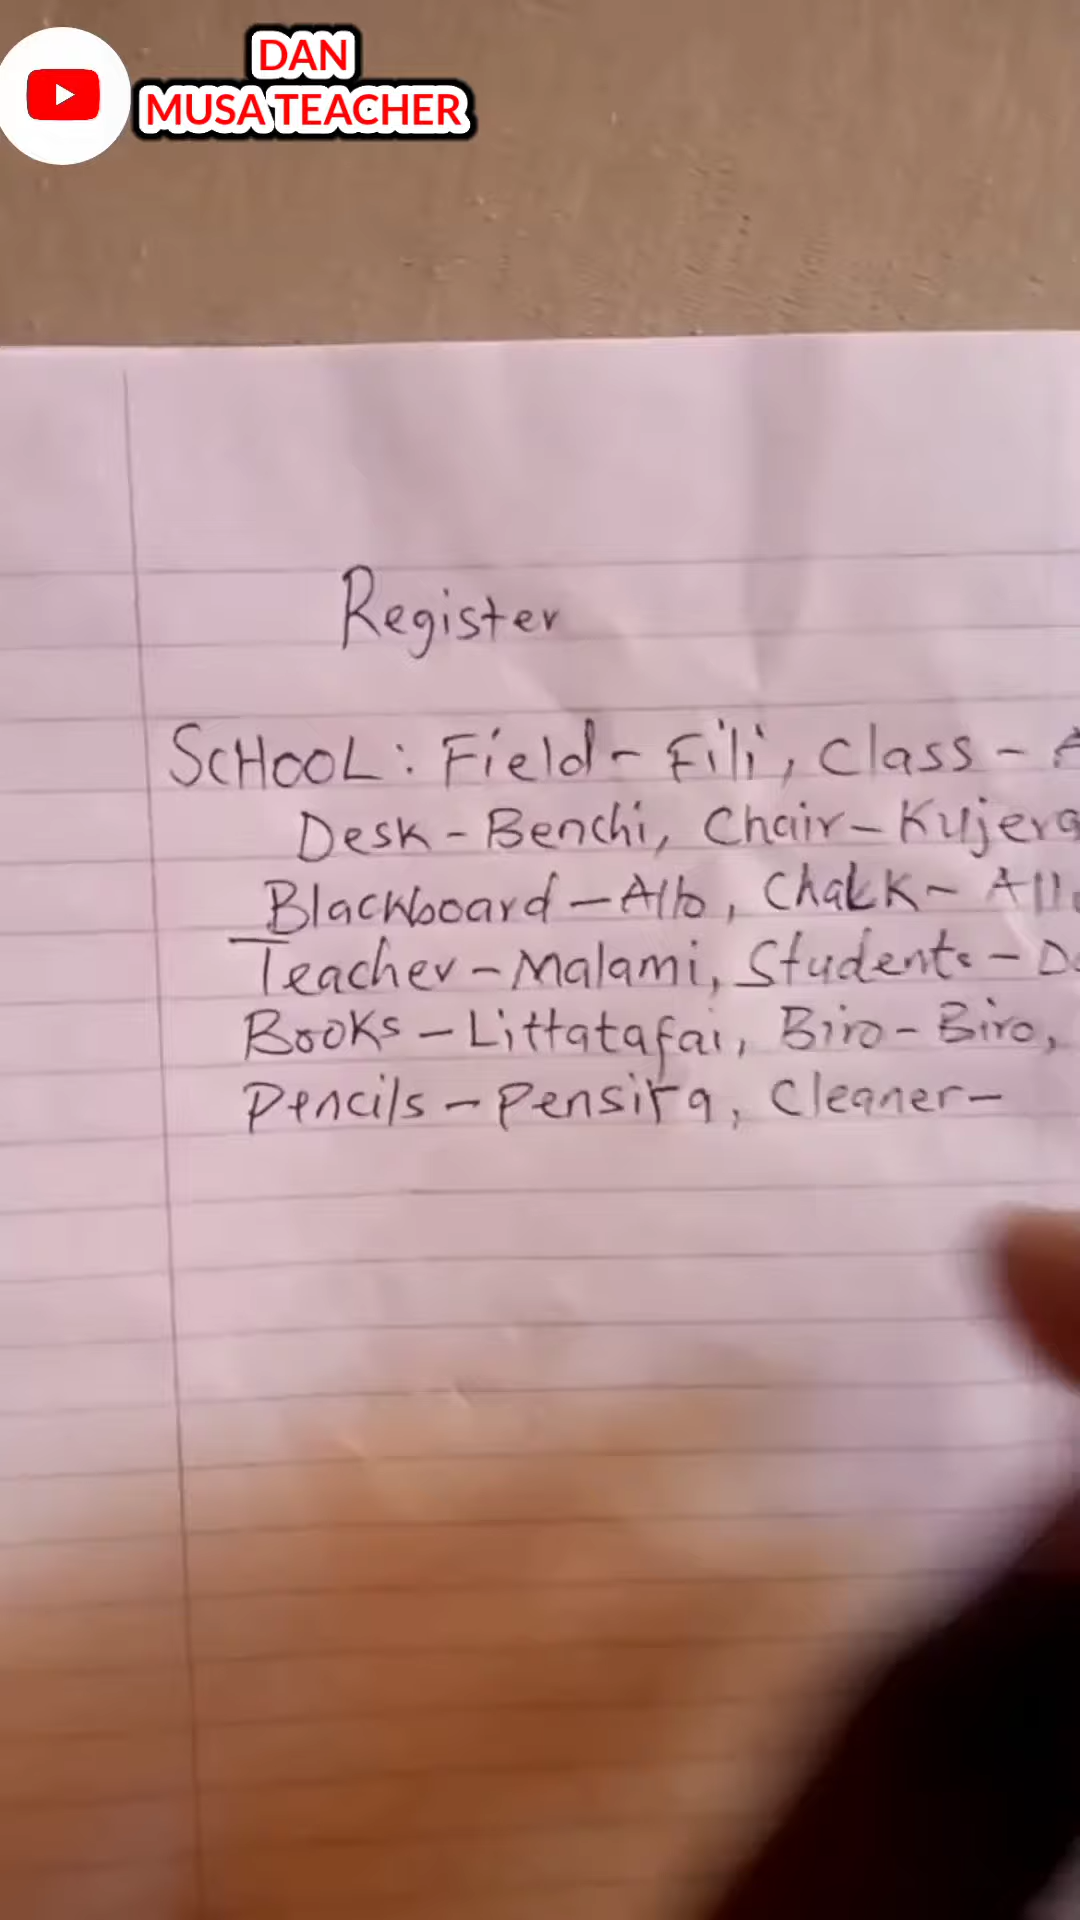 DAN
MUSA TEACHER
Register
SCHOOL: Field - Fili, Class -
Desk - Benchi, Chair - Kujera
Blackboard - Allo, Chalk -
Teacher - Malami, Students -
Books - Littatafai, Biro - Biro,
Pencils - Pensira, Cleaner -